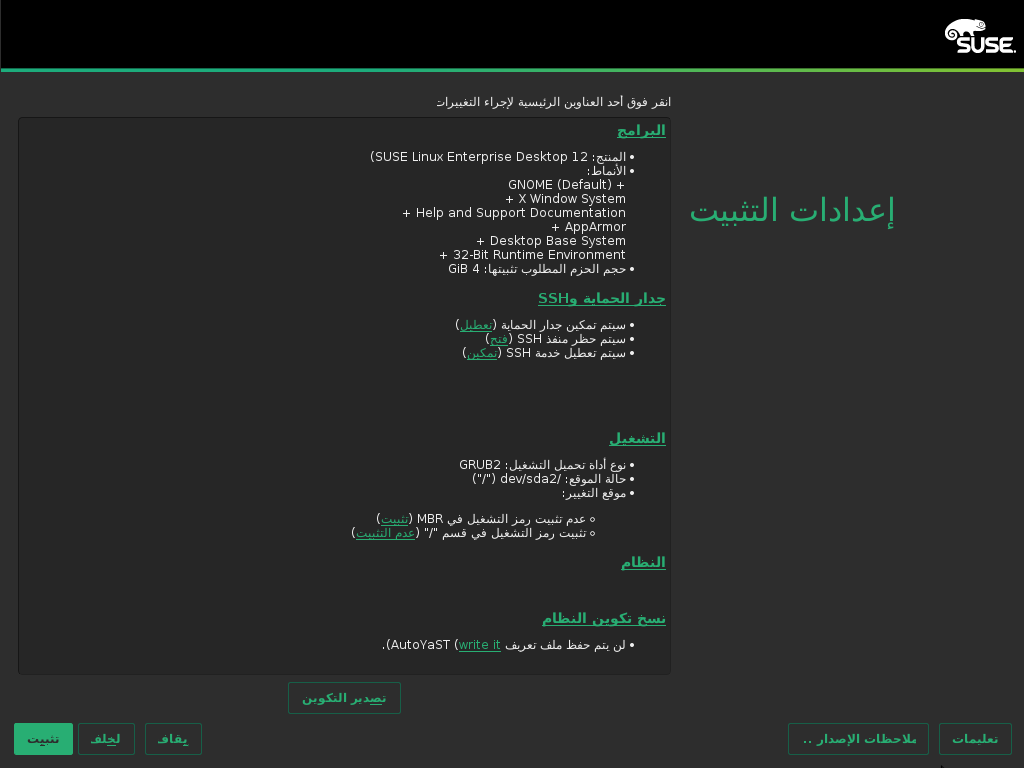 SUSE.
انقر فوق أحد العناوين الرئيسية لإجراء التغييرات
إعدادات التثبيت
البرامج
• المنتج: SUSE Linux Enterprise Desktop 12)
• الأنماط:
+ GNOME (Default)
+ X Window System
+ Help and Support Documentation
+ AppArmor
+ Desktop Base System
+ 32-Bit Runtime Environment
• حجم الحزم المطلوب تثبيتها: 4 GiB
جدار الحماية وSSH
• سيتم تمكين جدار الحماية (تعطيل)
• سيتم حظر منفذ SSH (فتح)
• سيتم تعطيل خدمة SSH (تمكين)
التشغيل
• نوع أداة تحميل التشغيل: GRUB2
• حالة الموقع: /dev/sda2 ("/")
• موقع التغيير:
◦ عدم تثبيت رمز التشغيل في MBR (تثبيت)
◦ تثبيت رمز التشغيل في قسم "/" (عدم التثبيت)
النظام
نسخ تكوين النظام
• لن يتم حفظ ملف تعريف AutoYaST (write it).
تصدير التكوين
تعليمات
ملاحظات الإصدار ..
إيقاف
للخلف
تثبيت